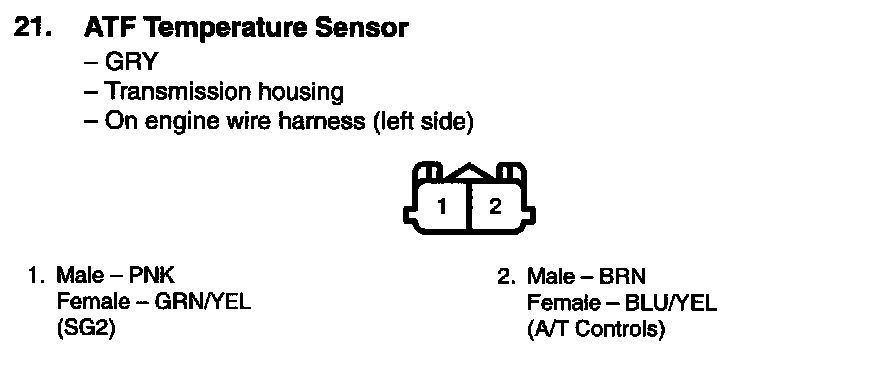 21. ATF Temperature Sensor
– GRY
– Transmission housing
– On engine wire harness (left side)
1 2
1. Male – PNK
Female – GRN/YEL
(SG2)
2. Male – BRN
Female – BLU/YEL
(A/T Controls)